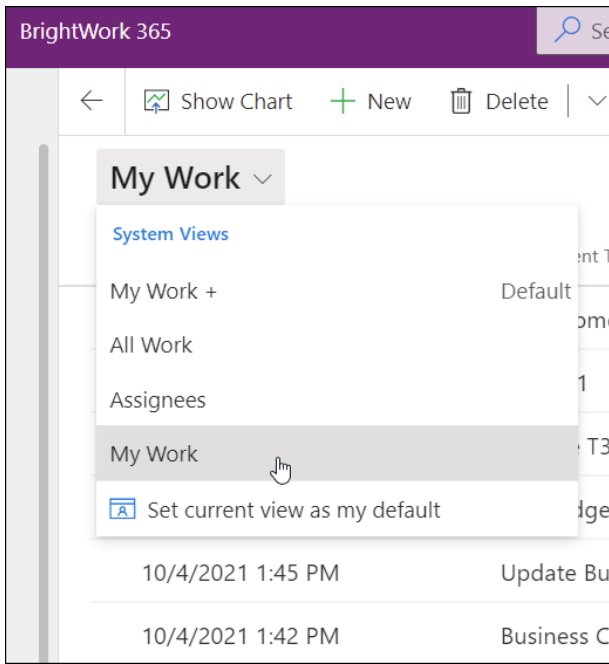 BrightWork 365
Show Chart New Delete
My Work
System Views
My Work + Default
All Work
Assignees
My Work
Set current view as my default
10/4/2021 1:45 PM Update
10/4/2021 1:42 PM Business